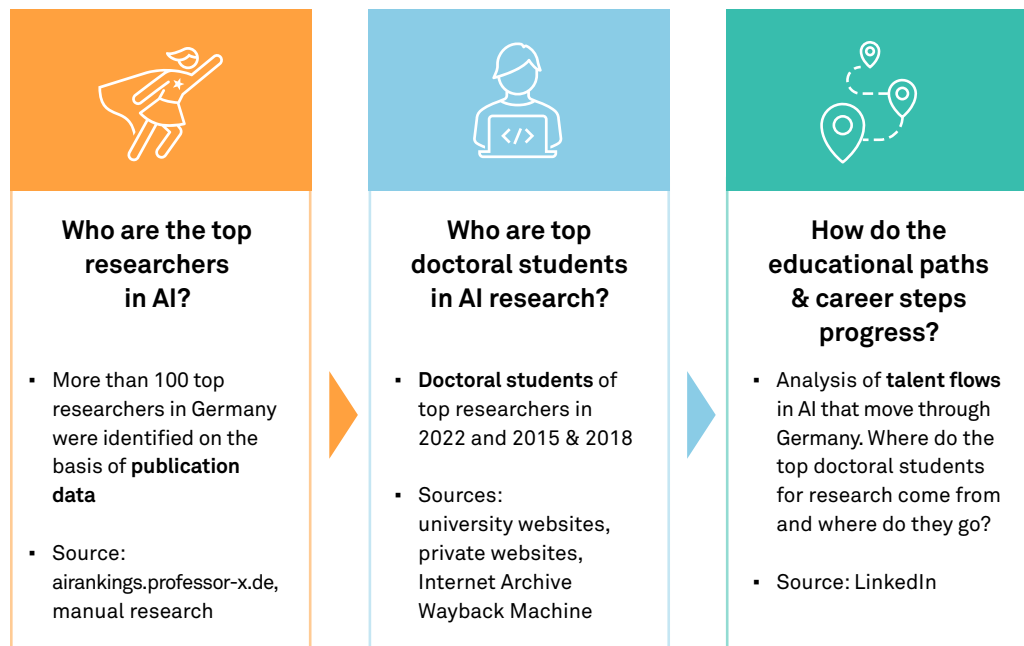 </>
Who are the top
researchers
in AI?
▪ More than 100 top
researchers in Germany
were identified on the
basis of publication
data
▪ Source:
airankings.professor-x.de,
manual research
Who are top
doctoral students
in AI research?
▪ Doctoral students of
top researchers in
2022 and 2015 & 2018
▪ Sources:
university websites,
private websites,
Internet Archive
Wayback Machine
How do the
educational paths
& career steps
progress?
▪ Analysis of talent flows
in AI that move through
Germany. Where do the
top doctoral students
for research come from
and where do they go?
▪ Source: LinkedIn